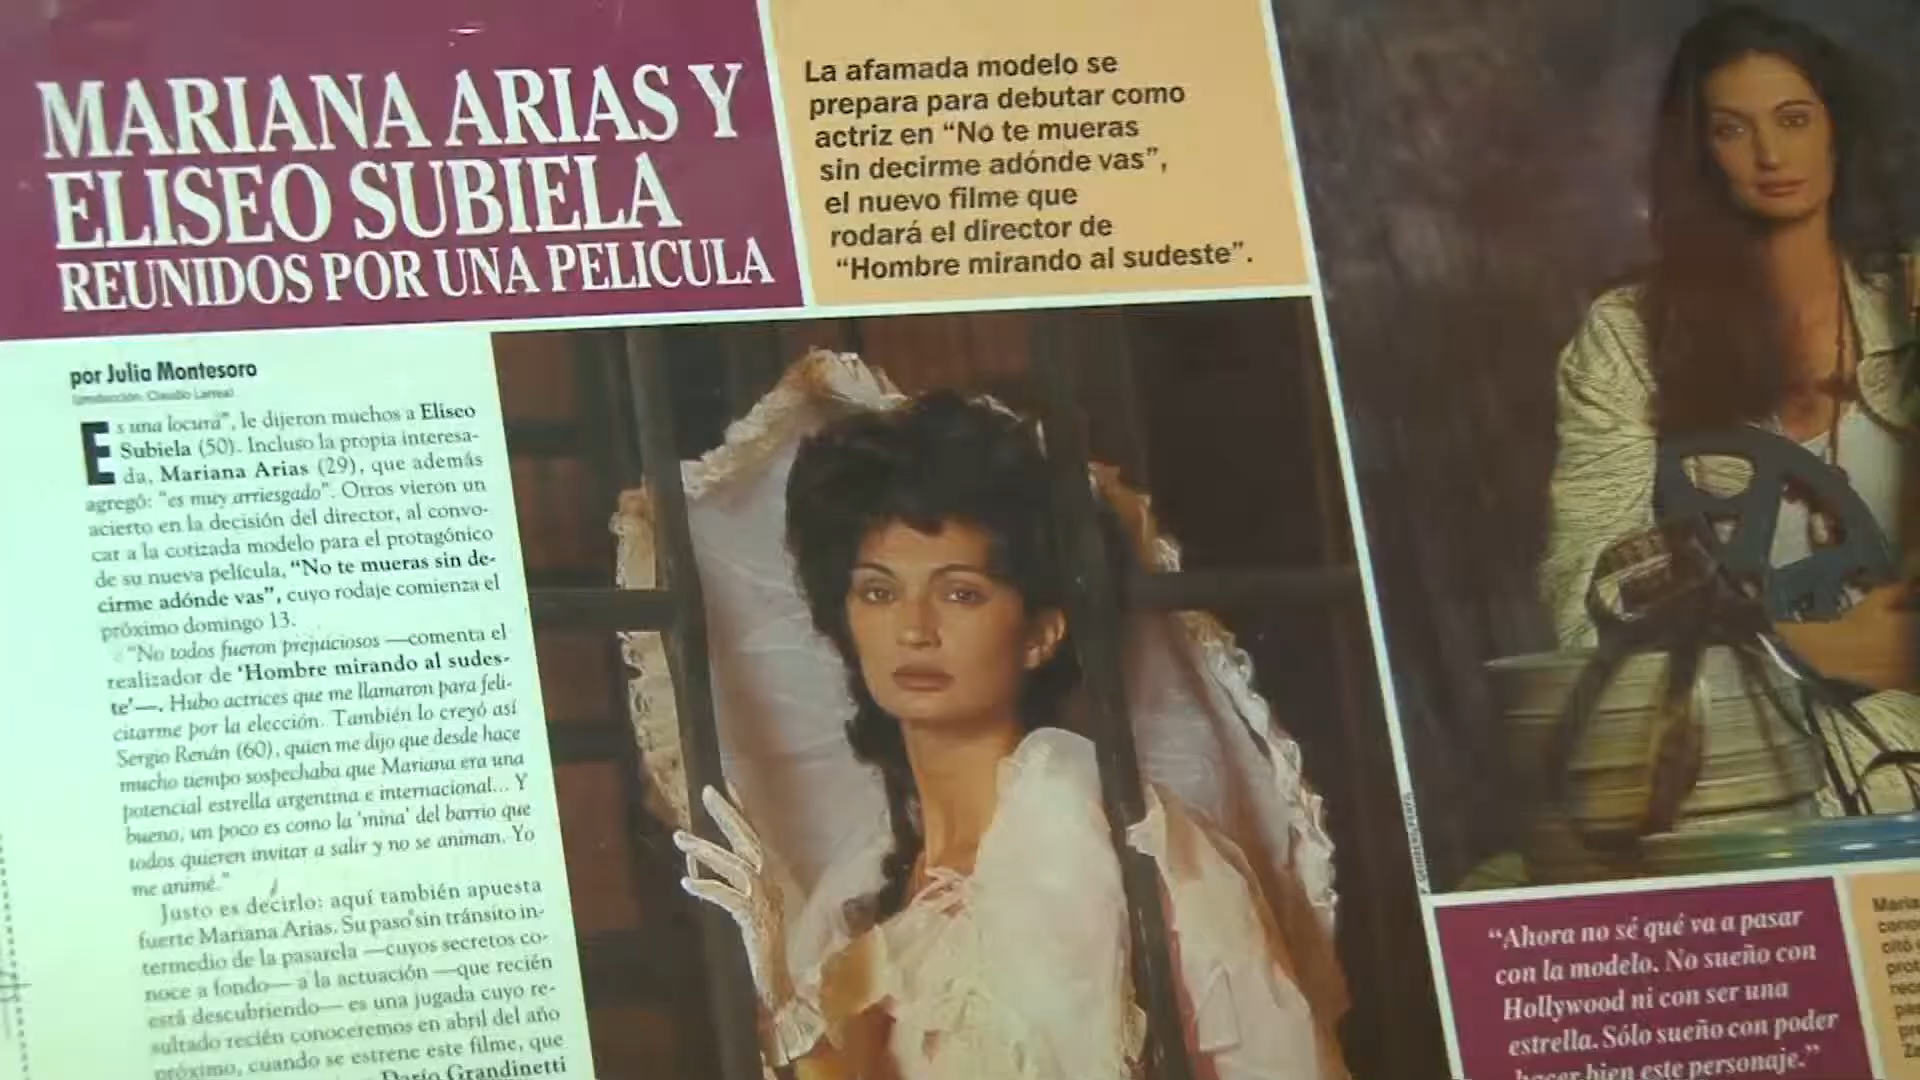 MARIANA ARIAS Y
ELISEO SUBIELA
REUNIDOS POR UNA PELICULA
La afamada modelo se
prepara para debutar como
actriz en “No te mueras
sin decirme adónde vas”,
el nuevo filme que
rodará el director de
“Hombre mirando al sudeste”.
por Julia Montesoro
(producción: Claudio Larrea)
Es una locura”, le dijeron muchos a Eliseo
Subiela (50). Incluso la propia interesa-
da, Mariana Arias (29), que además
agregó: “es muy arriesgado”. Otros vieron un
acierto en la decisión del director, al convo-
car a la cotizada modelo para el protagónico
de su nueva película, “No te mueras sin de-
cirme adónde vas”, cuyo rodaje comienza el
próximo domingo 13.
“No todos fueron prejuiciosos —comenta el
realizador de ‘Hombre mirando al sudes-
te’—. Hubo actrices que me llamaron para feli-
citarme por la elección. También lo creyó así
Sergio Renán (60), quien me dijo que desde hace
mucho tiempo sospechaba que Mariana era una
potencial estrella argentina e internacional... Y
bueno, un poco es como la ‘mina’ del barrio que
todos quieren invitar a salir y no se animan. Yo
me animé.”
Justo es decirlo: aquí también apuesta
fuerte Mariana Arias. Su paso sin tránsito in-
termedio de la pasarela —cuyos secretos co-
noce a fondo— a la actuación —que recién
está descubriendo— es una jugada cuyo re-
sultado recién conoceremos en abril del año
próximo, cuando se estrene este filme, que
Darío Grandinetti
“Ahora no sé qué va a pasar
con la modelo. No sueño con
Hollywood ni con ser una
estrella. Sólo sueño con poder
hacer bien este personaje.”